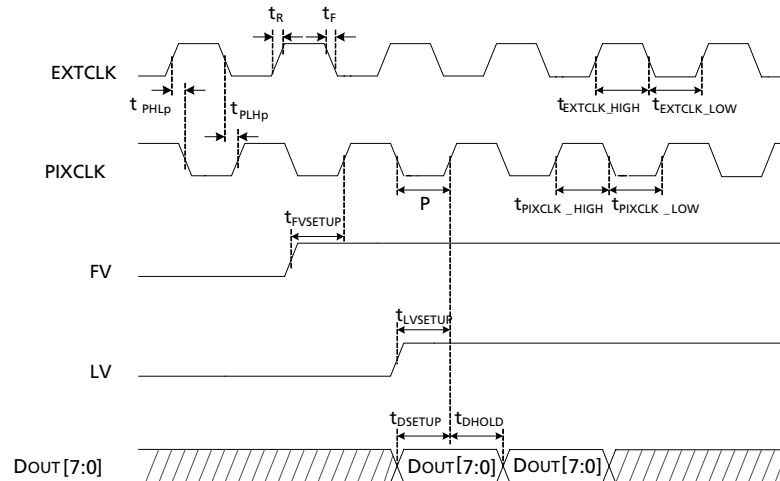 tR
tF
EXTCLK
tPHLp
tPLHp
tEXTCLK_HIGH
tEXTCLK_LOW
PIXCLK
P
tPIXCLK _HIGH
tPIXCLK _LOW
tFVSETUP
FV
tLVSETUP
LV
tDSETUP
tDHOLD
DOUT[7:0]
DOUT[7:0]
DOUT[7:0]